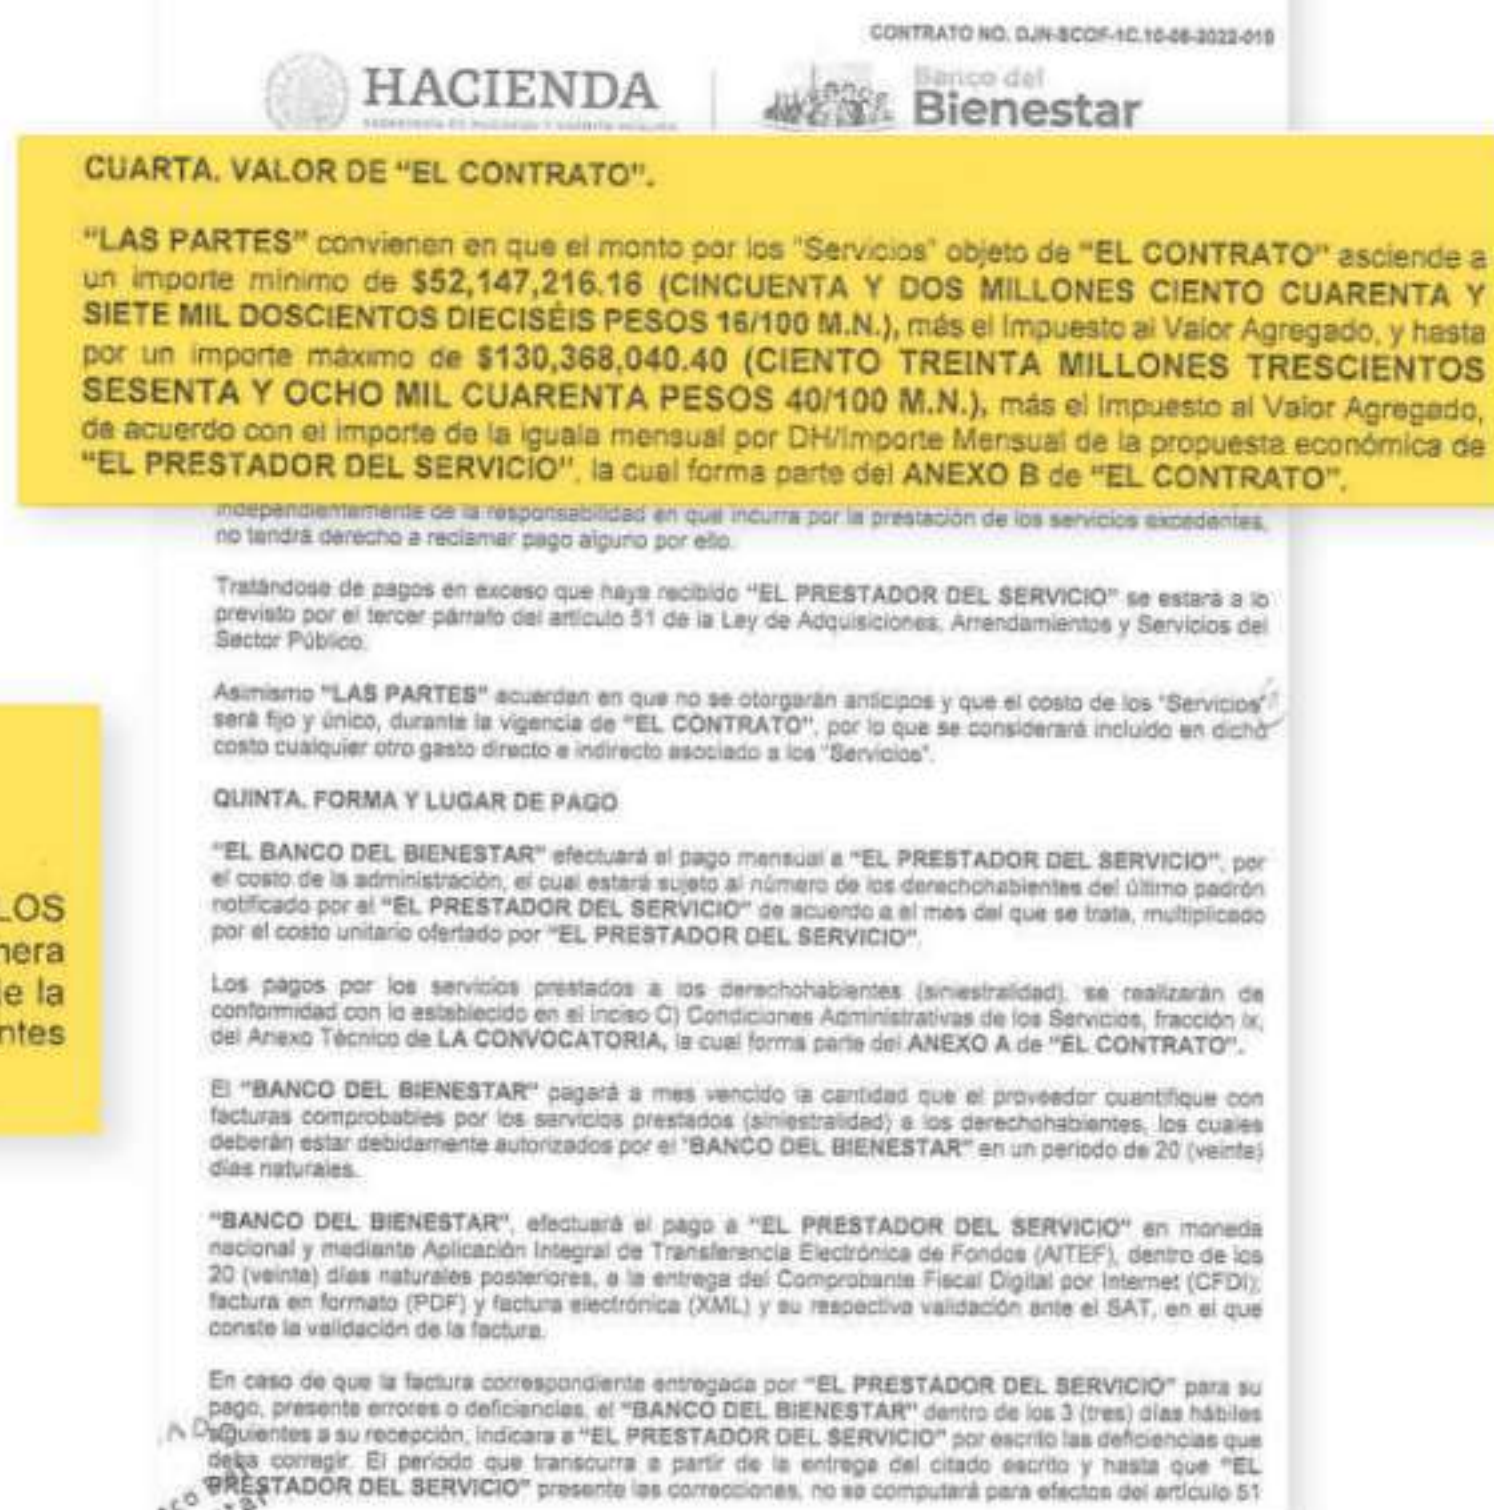 CONTRATO NO. DJN-SCOF-1C.10-06-2022-019
HACIENDA
Banco del
Bienestar
CUARTA. VALOR DE "EL CONTRATO".
"LAS PARTES" convienen en que el monto por los "Servicios" objeto de "EL CONTRATO" asciende a
un importe mínimo de $52,147,216.16 (CINCUENTA Y DOS MILLONES CIENTO CUARENTA Y
SIETE MIL DOSCIENTOS DIECISÉIS PESOS 16/100 M.N.), más el Impuesto al Valor Agregado, y hasta
por un importe máximo de $130,368,040.40 (CIENTO TREINTA MILLONES TRESCIENTOS
SESENTA Y OCHO MIL CUARENTA PESOS 40/100 M.N.), más el Impuesto al Valor Agregado,
de acuerdo con el importe de la iguala mensual por DH/Importe Mensual de la propuesta económica de
"EL PRESTADOR DEL SERVICIO", la cual forma parte del ANEXO B de "EL CONTRATO".
independientemente de la responsabilidad en que incurra por la prestación de los servicios excedentes,
no tendrá derecho a reclamar pago alguno por ello.
Tratándose de pagos en exceso que haya recibido "EL PRESTADOR DEL SERVICIO" se estará a lo
previsto por el tercer párrafo del artículo 51 de la Ley de Adquisiciones, Arrendamientos y Servicios del
Sector Público.
Asimismo "LAS PARTES" acuerdan en que no se otorgarán anticipos y que el costo de los "Servicios"
será fijo y único, durante la vigencia de "EL CONTRATO", por lo que se considerará incluido en dicho
costo cualquier otro gasto directo e indirecto asociado a los "Servicios".
QUINTA. FORMA Y LUGAR DE PAGO
"EL BANCO DEL BIENESTAR" efectuará el pago mensual a "EL PRESTADOR DEL SERVICIO", por
el costo de la administración, el cual estará sujeto al número de los derechohabientes del último padrón
notificado por el "EL PRESTADOR DEL SERVICIO" de acuerdo a el mes del que se trata, multiplicado
por el costo unitario ofertado por "EL PRESTADOR DEL SERVICIO".
LOS
nera
de la
ntes
Los pagos por los servicios prestados a los derechohabientes (siniestralidad), se realizarán de
conformidad con lo establecido en el inciso C) Condiciones Administrativas de los Servicios, fracción ix,
del Anexo Técnico de LA CONVOCATORIA, la cual forma parte del ANEXO A de "EL CONTRATO".
El "BANCO DEL BIENESTAR" pagará a mes vencido la cantidad que el proveedor cuantifique con
facturas comprobables por los servicios prestados (siniestralidad) a los derechohabientes, los cuales
deberán estar debidamente autorizados por el "BANCO DEL BIENESTAR" en un periodo de 20 (veinte)
días naturales.
"BANCO DEL BIENESTAR", efectuará el pago a "EL PRESTADOR DEL SERVICIO" en moneda
nacional y mediante Aplicación Integral de Transferencia Electrónica de Fondos (AITEF), dentro de los
20 (veinte) días naturales posteriores, a la entrega del Comprobante Fiscal Digital por Internet (CFDI);
factura en formato (PDF) y factura electrónica (XML) y su respectiva validación ante el SAT, en el que
conste la validación de la factura.
En caso de que la factura correspondiente entregada por "EL PRESTADOR DEL SERVICIO" para su
pago, presente errores o deficiencias, el "BANCO DEL BIENESTAR" dentro de los 3 (tres) días hábiles
siguientes a su recepción, indicara a "EL PRESTADOR DEL SERVICIO" por escrito las deficiencias que
deba corregir. El periodo que transcurra a partir de la entrega del citado escrito y hasta que "EL
PRESTADOR DEL SERVICIO" presente las correcciones, no se computará para efectos del artículo 51